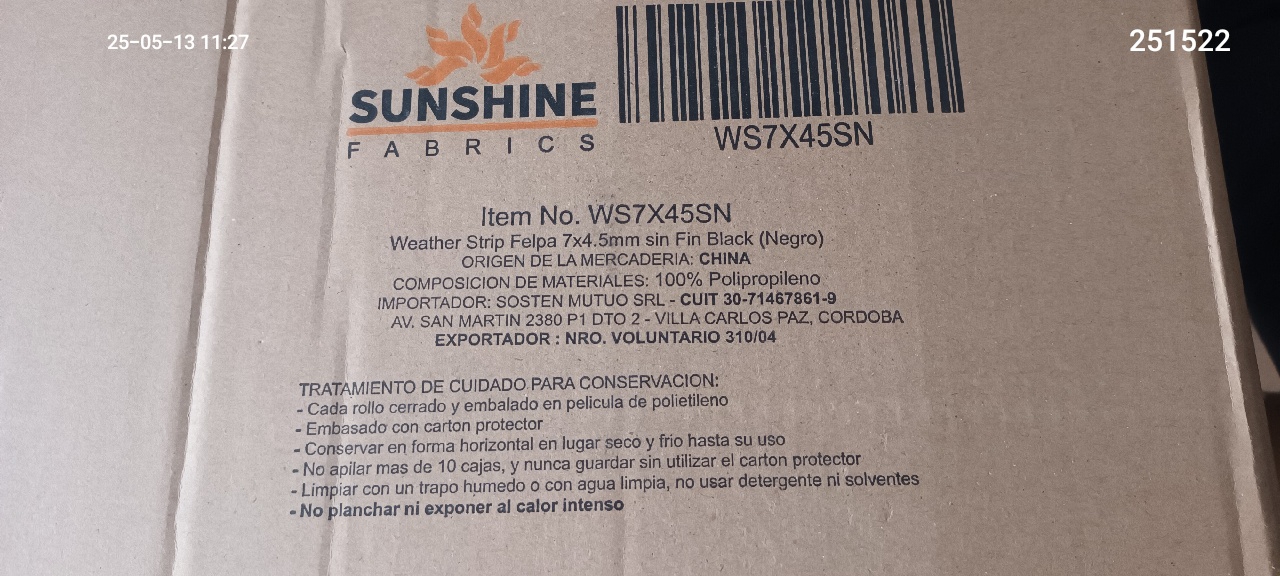 25-05-13 11:27
251522
SUNSHINE
FABRICS
WS7X45SN
Item No. WS7X45SN
Weather Strip Felpa 7x4.5mm sin Fin Black (Negro)
ORIGEN DE LA MERCADERIA: CHINA
COMPOSICION DE MATERIALES: 100% Polipropileno
IMPORTADOR: SOSTEN MUTUO SRL - CUIT 30-71467861-9
AV. SAN MARTIN 2380 P1 DTO 2 - VILLA CARLOS PAZ, CORDOBA
EXPORTADOR : NRO. VOLUNTARIO 310/04
TRATAMIENTO DE CUIDADO PARA CONSERVACION:
- Cada rollo cerrado y embalado en pelicula de polietileno
- Embasado con carton protector
- Conservar en forma horizontal en lugar seco y frio hasta su uso
- No apilar mas de 10 cajas, y nunca guardar sin utilizar el carton protector
- Limpiar con un trapo humedo o con agua limpia, no usar detergente ni solventes
- No planchar ni exponer al calor intenso